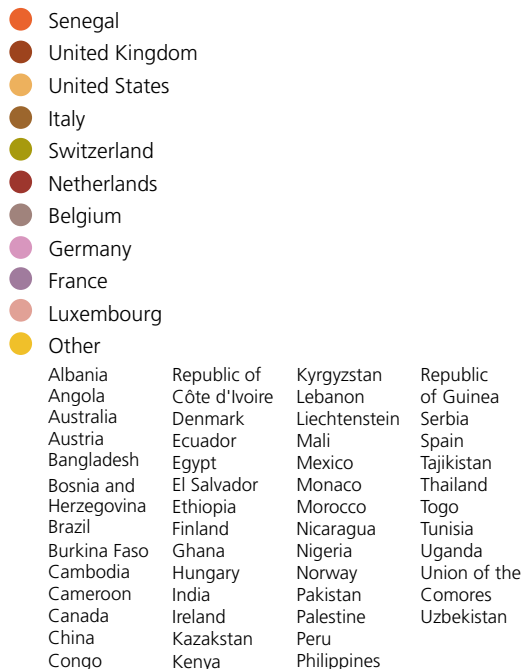 Senegal
United Kingdom
United States
Italy
Switzerland
Netherlands
Belgium
Germany
France
Luxembourg
Other
Albania
Angola
Australia
Austria
Bangladesh
Bosnia and
Herzegovina
Brazil
Burkina Faso
Cambodia
Cameroon
Canada
China
Congo
Republic of
Côte d'Ivoire
Denmark
Ecuador
Egypt
El Salvador
Ethiopia
Finland
Ghana
Hungary
India
Ireland
Kazakstan
Kenya
Kyrgyzstan
Lebanon
Liechtenstein
Mali
Mexico
Monaco
Morocco
Nicaragua
Nigeria
Norway
Pakistan
Palestine
Peru
Philippines
Republic
of Guinea
Serbia
Spain
Tajikistan
Thailand
Togo
Tunisia
Uganda
Union of the
Comores
Uzbekistan